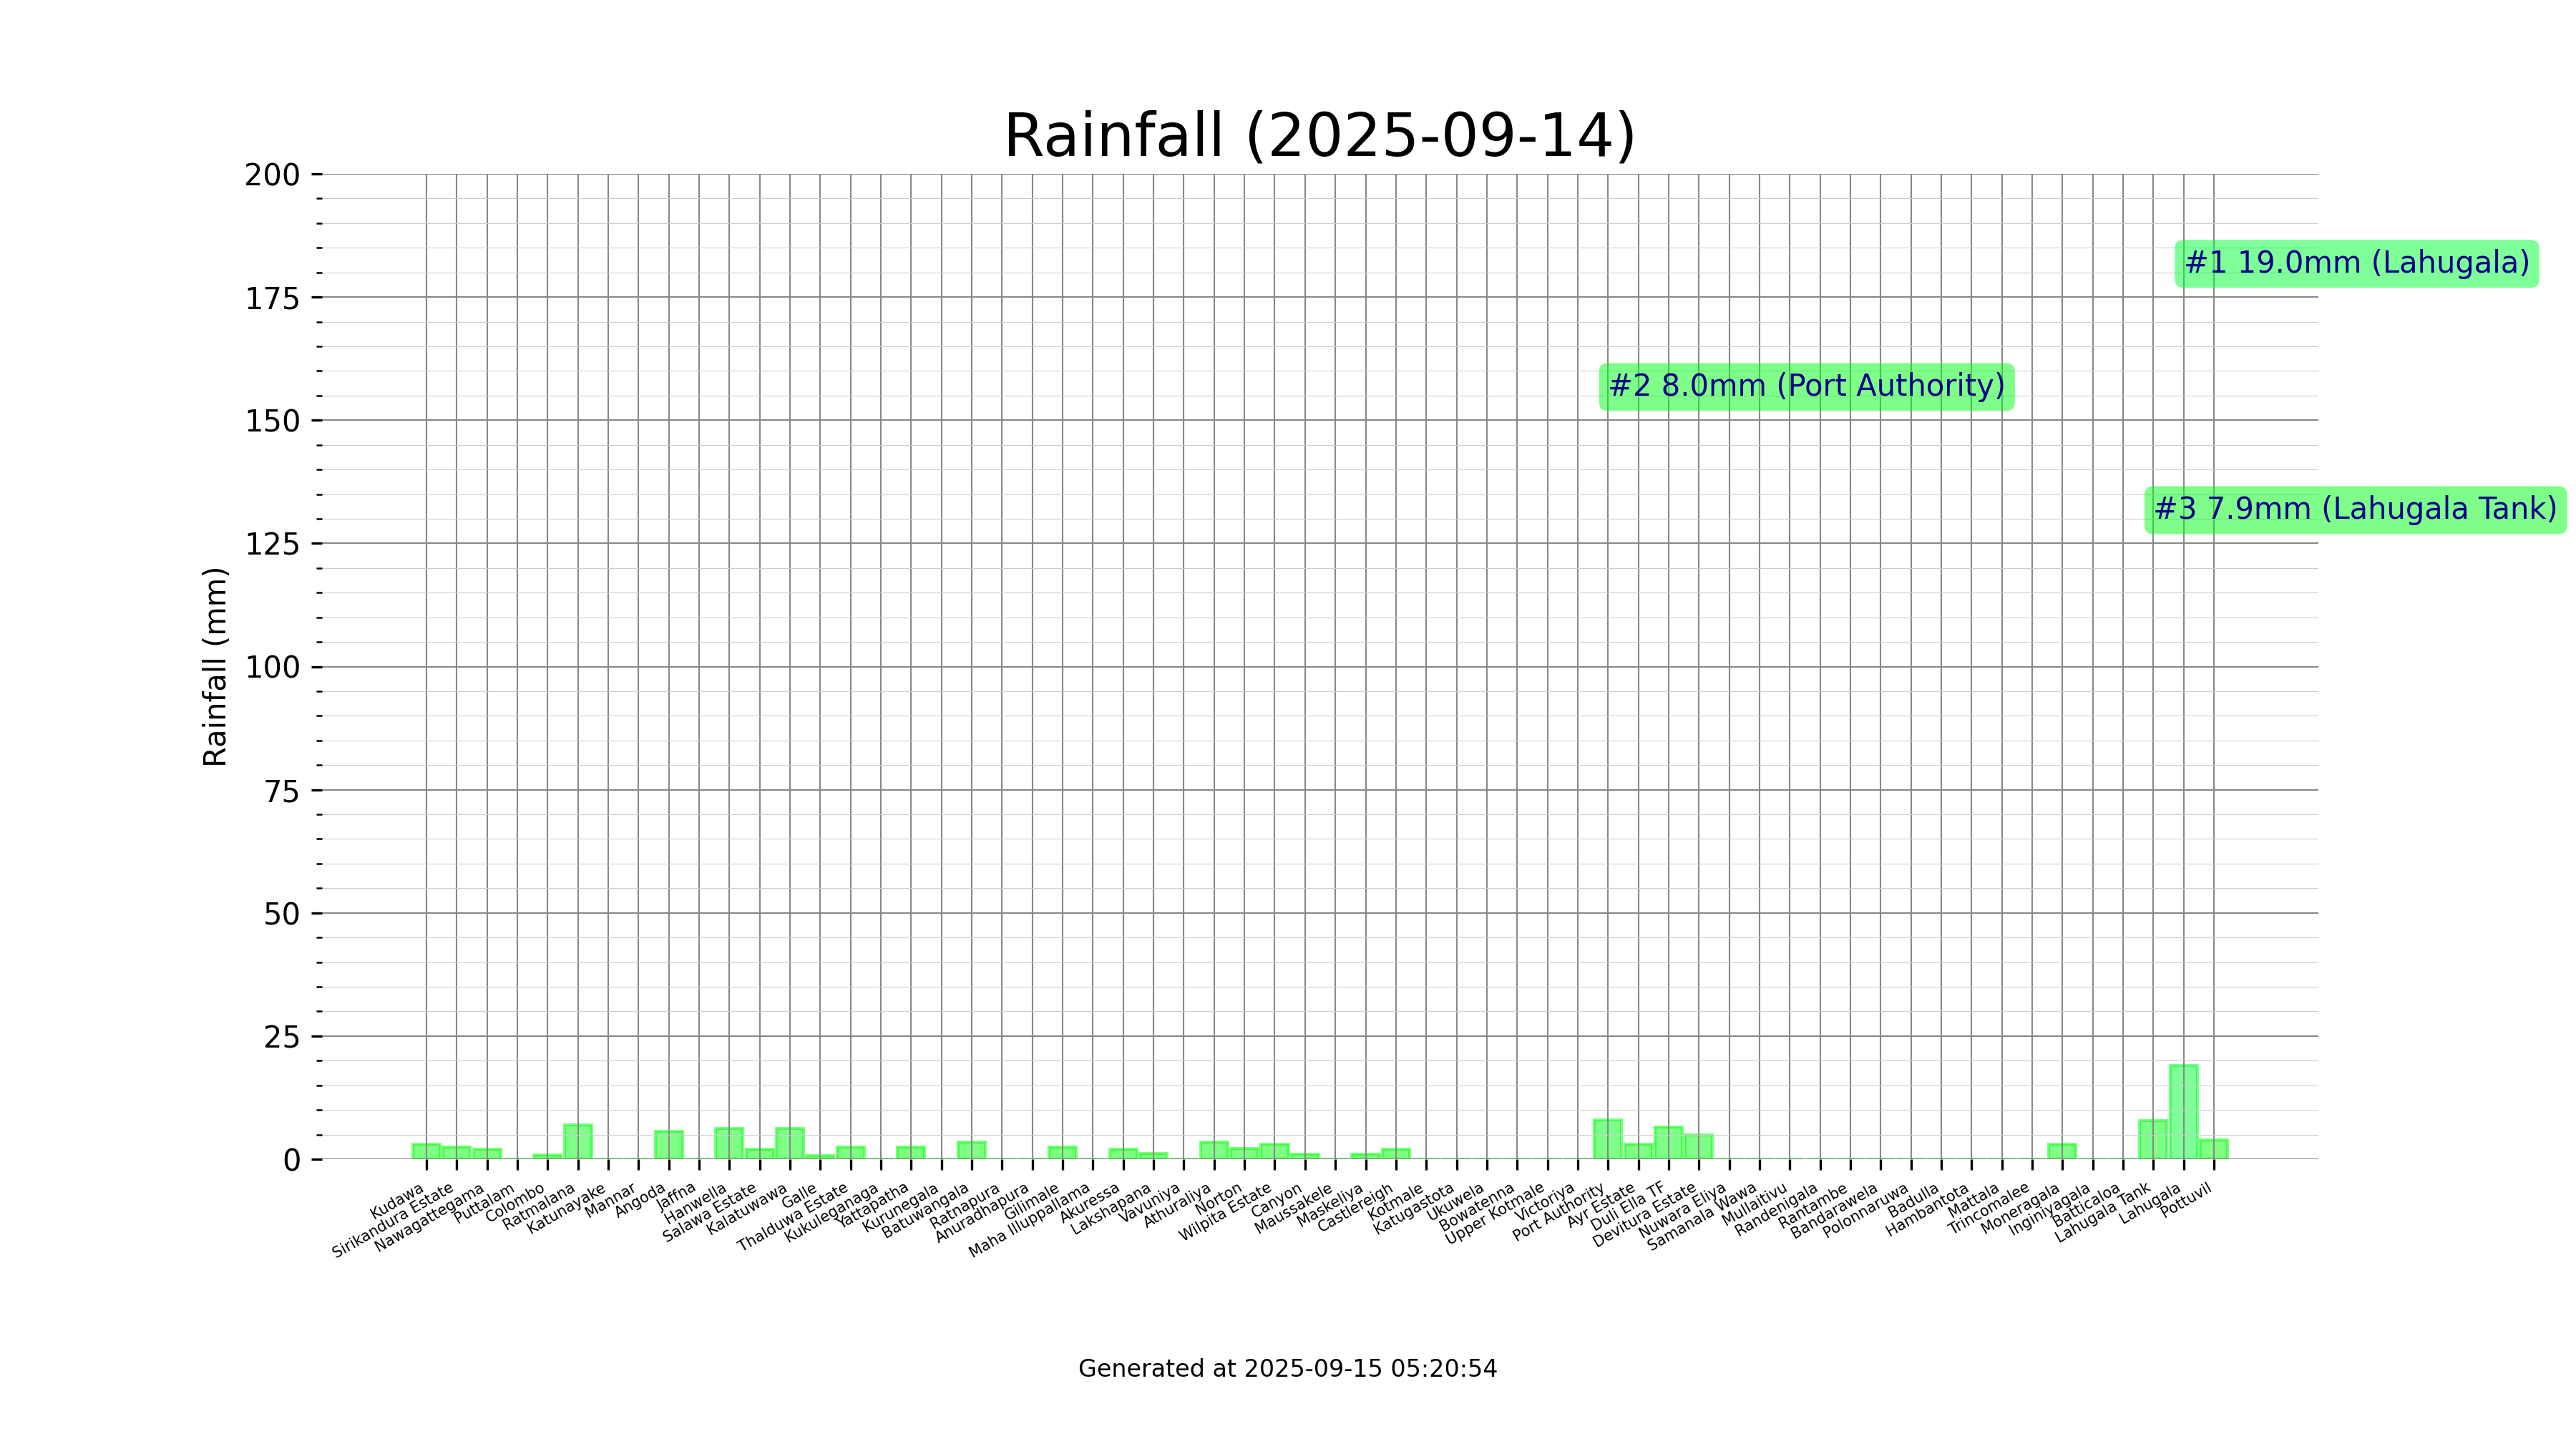 Rainfall (2025-09-14)
200
175
150
125
100
75
50
25
0
Rainfall (mm)
#1 19.0mm (Lahugala)
#2 8.0mm (Port Authority)
#3 7.9mm (Lahugala Tank)
Kudawa
Sirikandura Estate
Nawagattegama
Puttalam
Colombo
Ratmalana
Katunayake
Mannar
Angoda
Jaffna
Hanwella
Salawa Estate
Kalatuwawa
Galle
Thalduwa Estate
Kukuleganaga
Yattapatha
Kurunegala
Batuwangala
Ratnapura
Anuradhapura
Gilimale
Maha Illuppallama
Akuressa
Lakshapana
Vavuniya
Athuraliya
Norton
Wilpita Estate
Canyon
Maussakele
Maskeliya
Castlereigh
Kotmale
Katugastota
Ukuwela
Bowatenna
Upper Kotmale
Victoriya
Port Authority
Ayr Estate
Duli Ella TF
Devitura Estate
Nuwara Eliya
Samanala Wawa
Mullaitivu
Randenigala
Rantambe
Bandarawela
Polonnaruwa
Badulla
Hambantota
Mattala
Trincomalee
Moneragala
Inginiyagala
Batticaloa
Lahugala Tank
Lahugala
Pottuvil
Generated at 2025-09-15 05:20:54